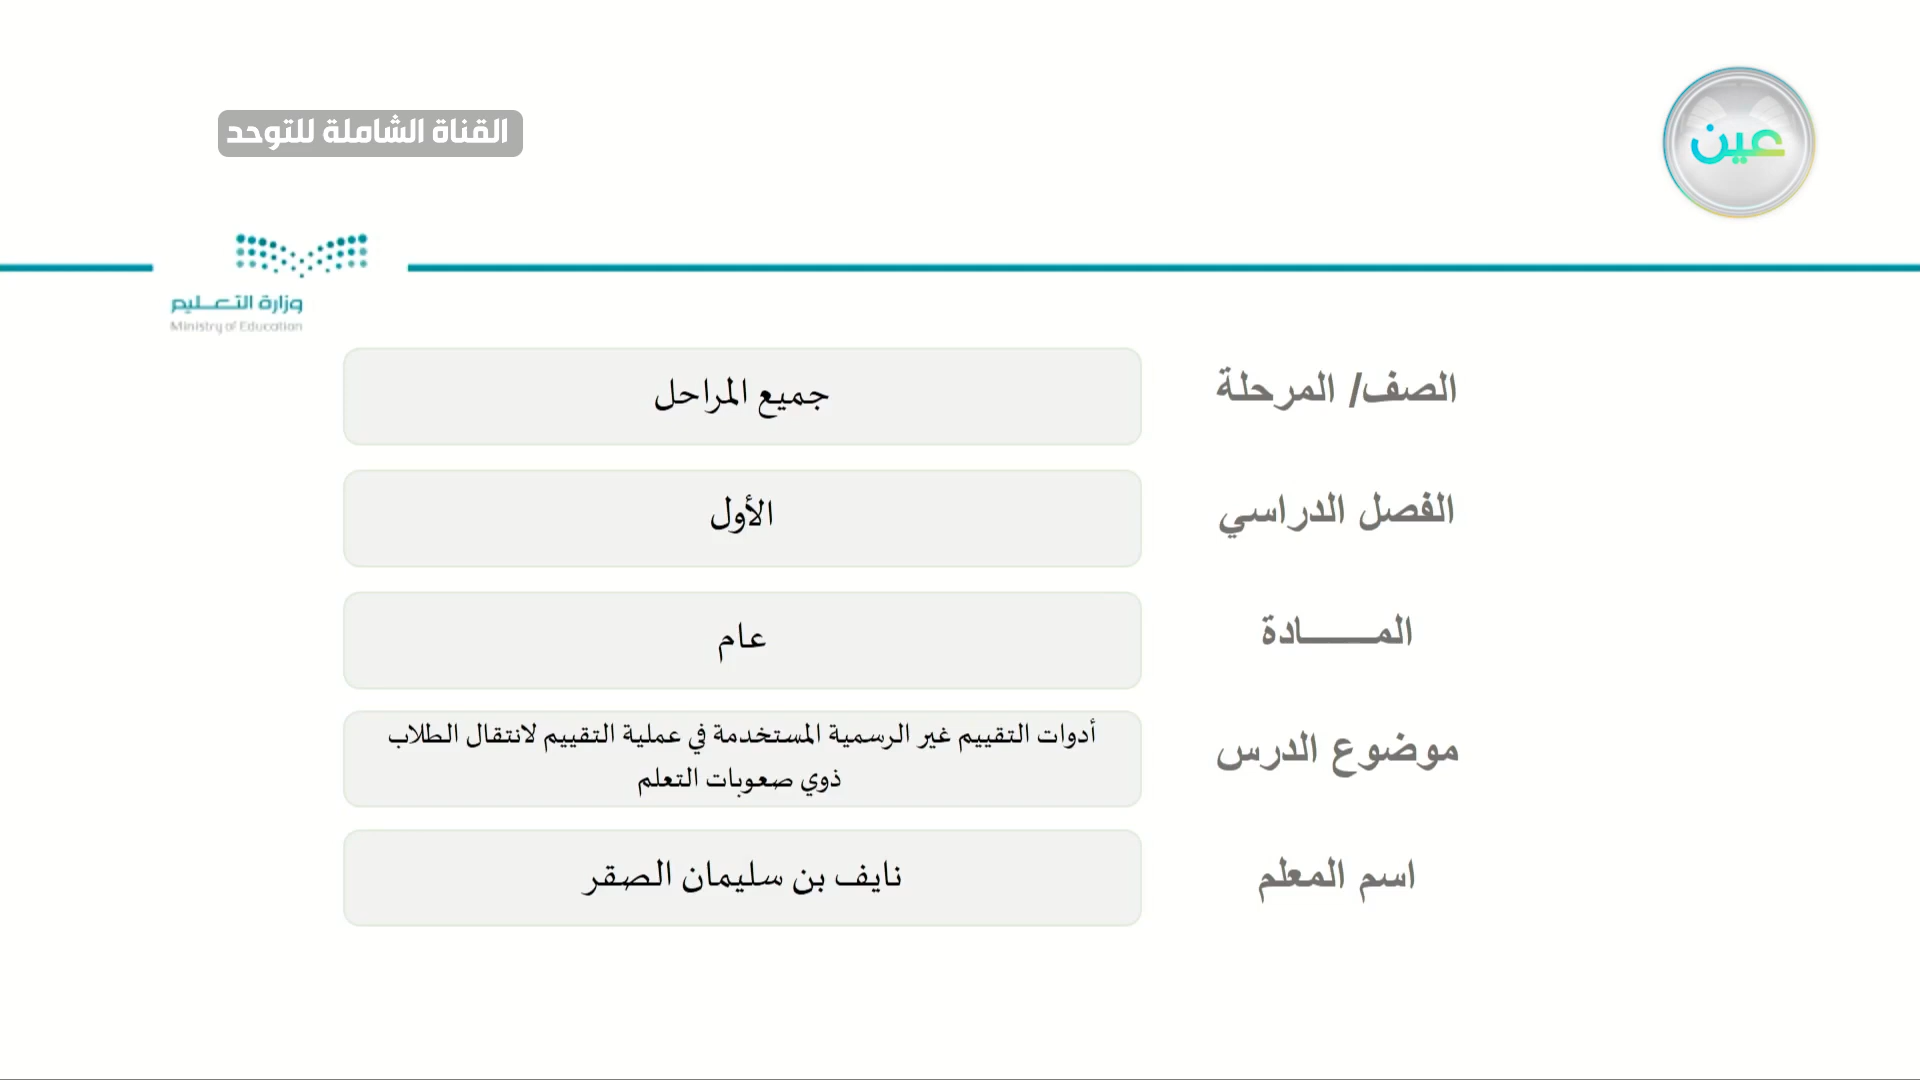 القناة الشاملة للتوحد
عين
وزارة التعليم
Ministry of Education
الصف/ المرحلة
جميع المراحل
الفصل الدراسي
الأول
المــــــادة
عام
موضوع الدرس
أدوات التقييم غير الرسمية المستخدمة في عملية التقييم لانتقال الطلاب
ذوي صعوبات التعلم
اسم المعلم
نايف بن سليمان الصقر